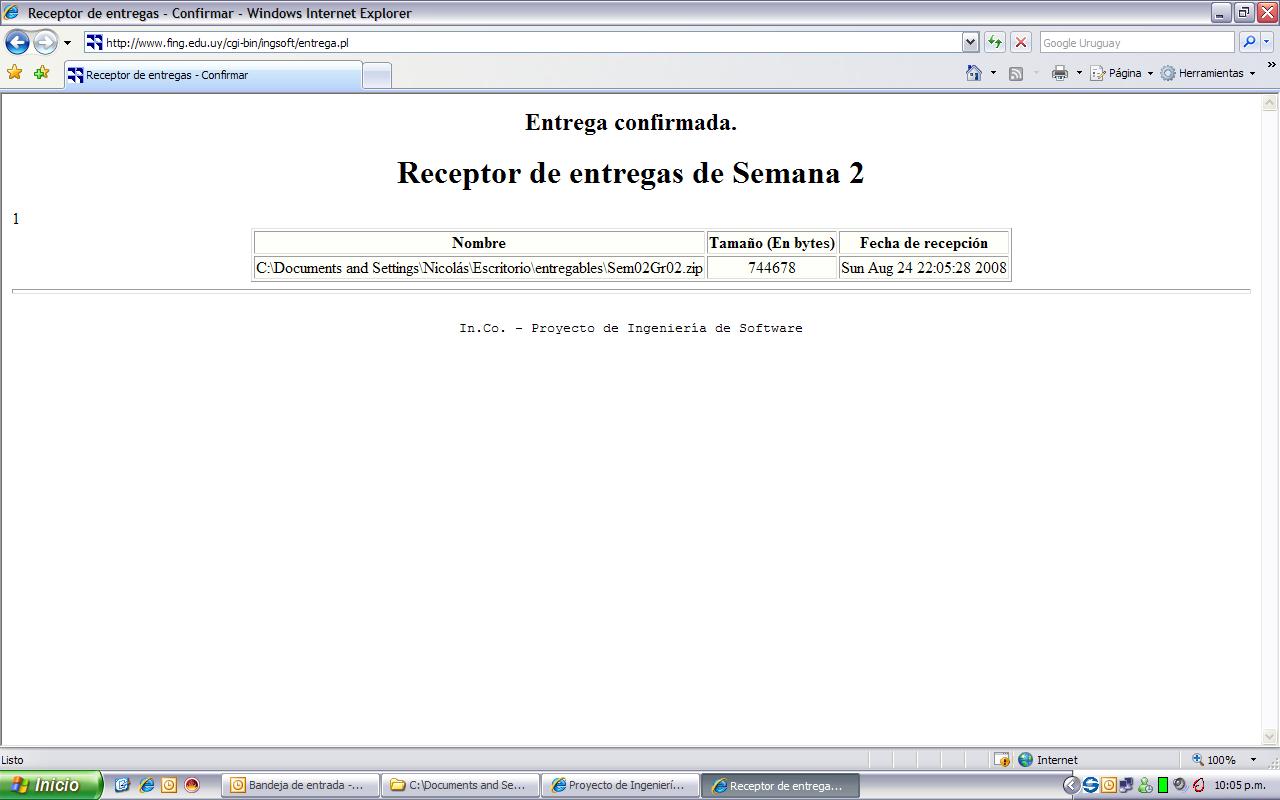 Receptor de entregas - Confirmar - Windows Internet Explorer
http://www.fing.edu.uy/cgi-bin/ingsoft/entrega.pl
Google Uruguay
Receptor de entregas - Confirmar
Página
Herramientas
Entrega confirmada.
Receptor de entregas de Semana 2
1
Nombre Tamaño (En bytes) Fecha de recepción
C:\Documents and Settings\Nicolás\Escritorio\entregables\Sem02Gr02.zip 744678 Sun Aug 24 22:05:28 2008
In.Co. - Proyecto de Ingeniería de Software
Listo Internet 100%
Inicio Bandeja de entrada -... C:\Documents and Se... Proyecto de Ingenierí... Receptor de entrega... 10:05 p.m.